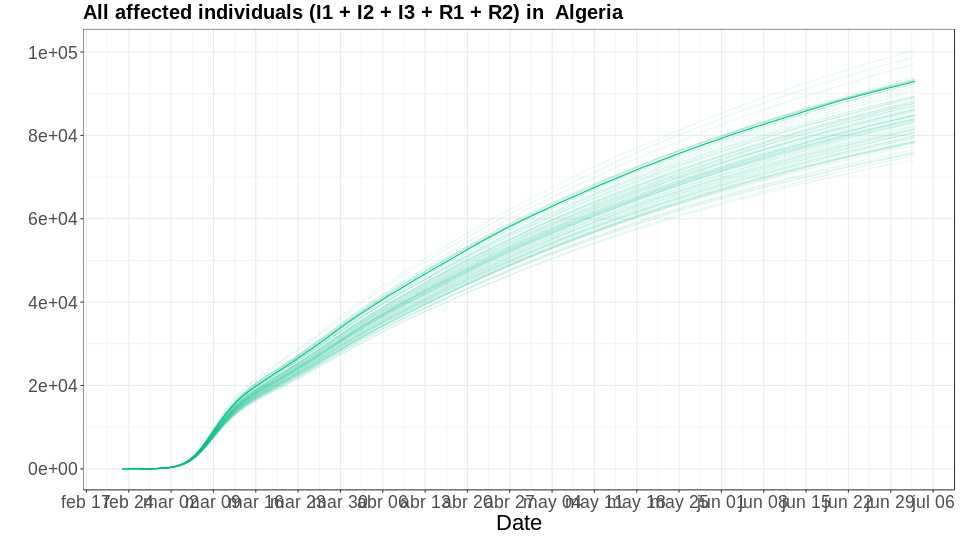 All affected individuals (I1 + I2 + I3 + R1 + R2) in  Algeria
1e+05
8e+04
6e+04
4e+04
2e+04
0e+00
feb 17 feb 24 mar 02 mar 09 mar 16 mar 23 mar 30 abr 06 abr 13 abr 20 abr 27 may 04 may 11 may 18 may 25 jun 01 jun 08 jun 15 jun 22 jun 29 jul 06
Date